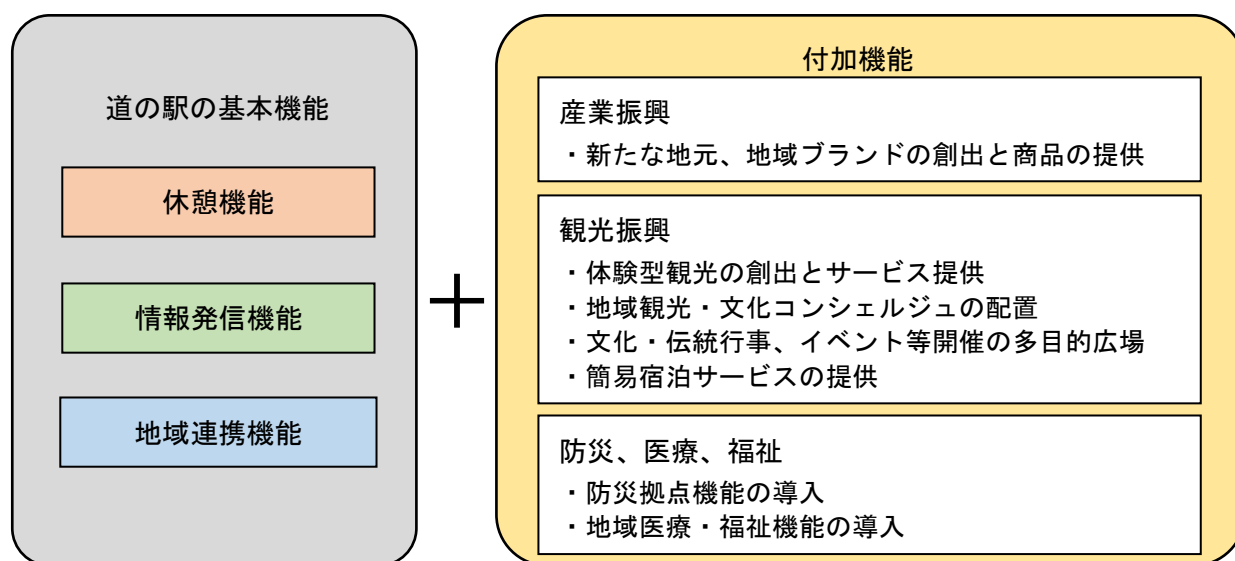 道の駅の基本機能
休憩機能
情報発信機能
地域連携機能
＋
付加機能
産業振興
・新たな地元、地域ブランドの創出と商品の提供
観光振興
・体験型観光の創出とサービス提供
・地域観光・文化コンシェルジュの配置
・文化・伝統行事、イベント等開催の多目的広場
・簡易宿泊サービスの提供
防災、医療、福祉
・防災拠点機能の導入
・地域医療・福祉機能の導入